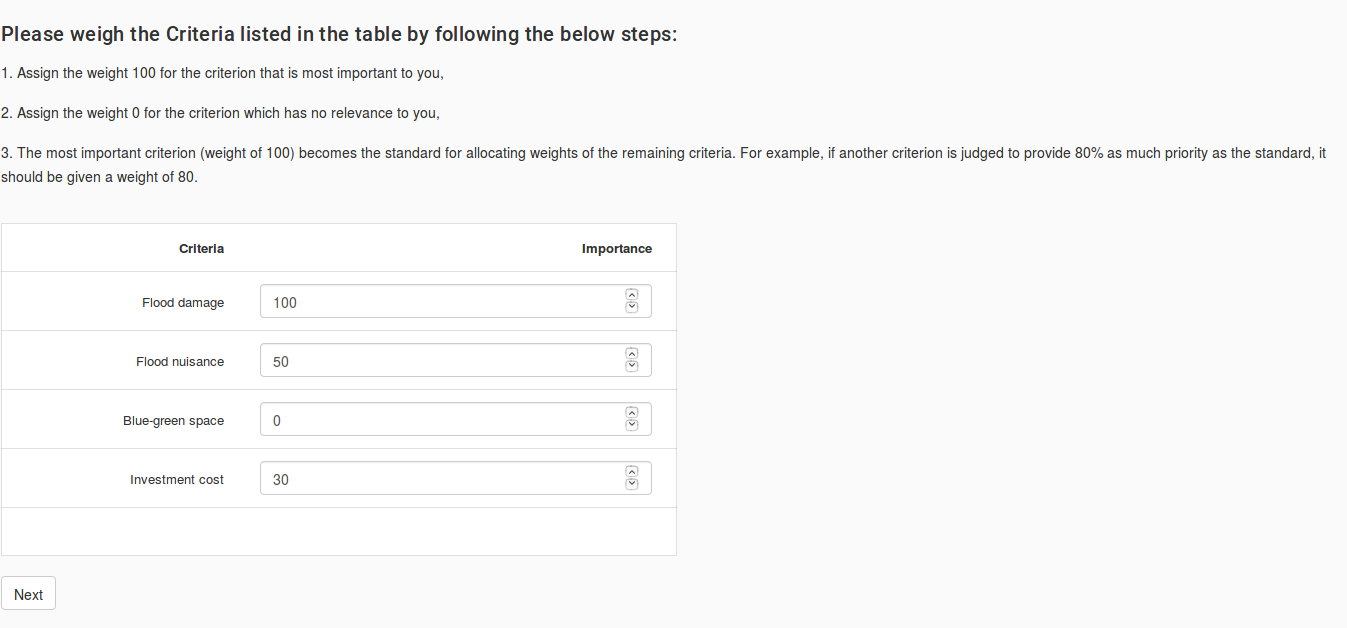 Please weigh the Criteria listed in the table by following the below steps:
1. Assign the weight 100 for the criterion that is most important to you,
2. Assign the weight 0 for the criterion which has no relevance to you,
3. The most important criterion (weight of 100) becomes the standard for allocating weights of the remaining criteria. For example, if another criterion is judged to provide 80% as much priority as the standard, it
should be given a weight of 80.
Criteria Importance
Flood damage 100
Flood nuisance 50
Blue-green space 0
Investment cost 30
Next